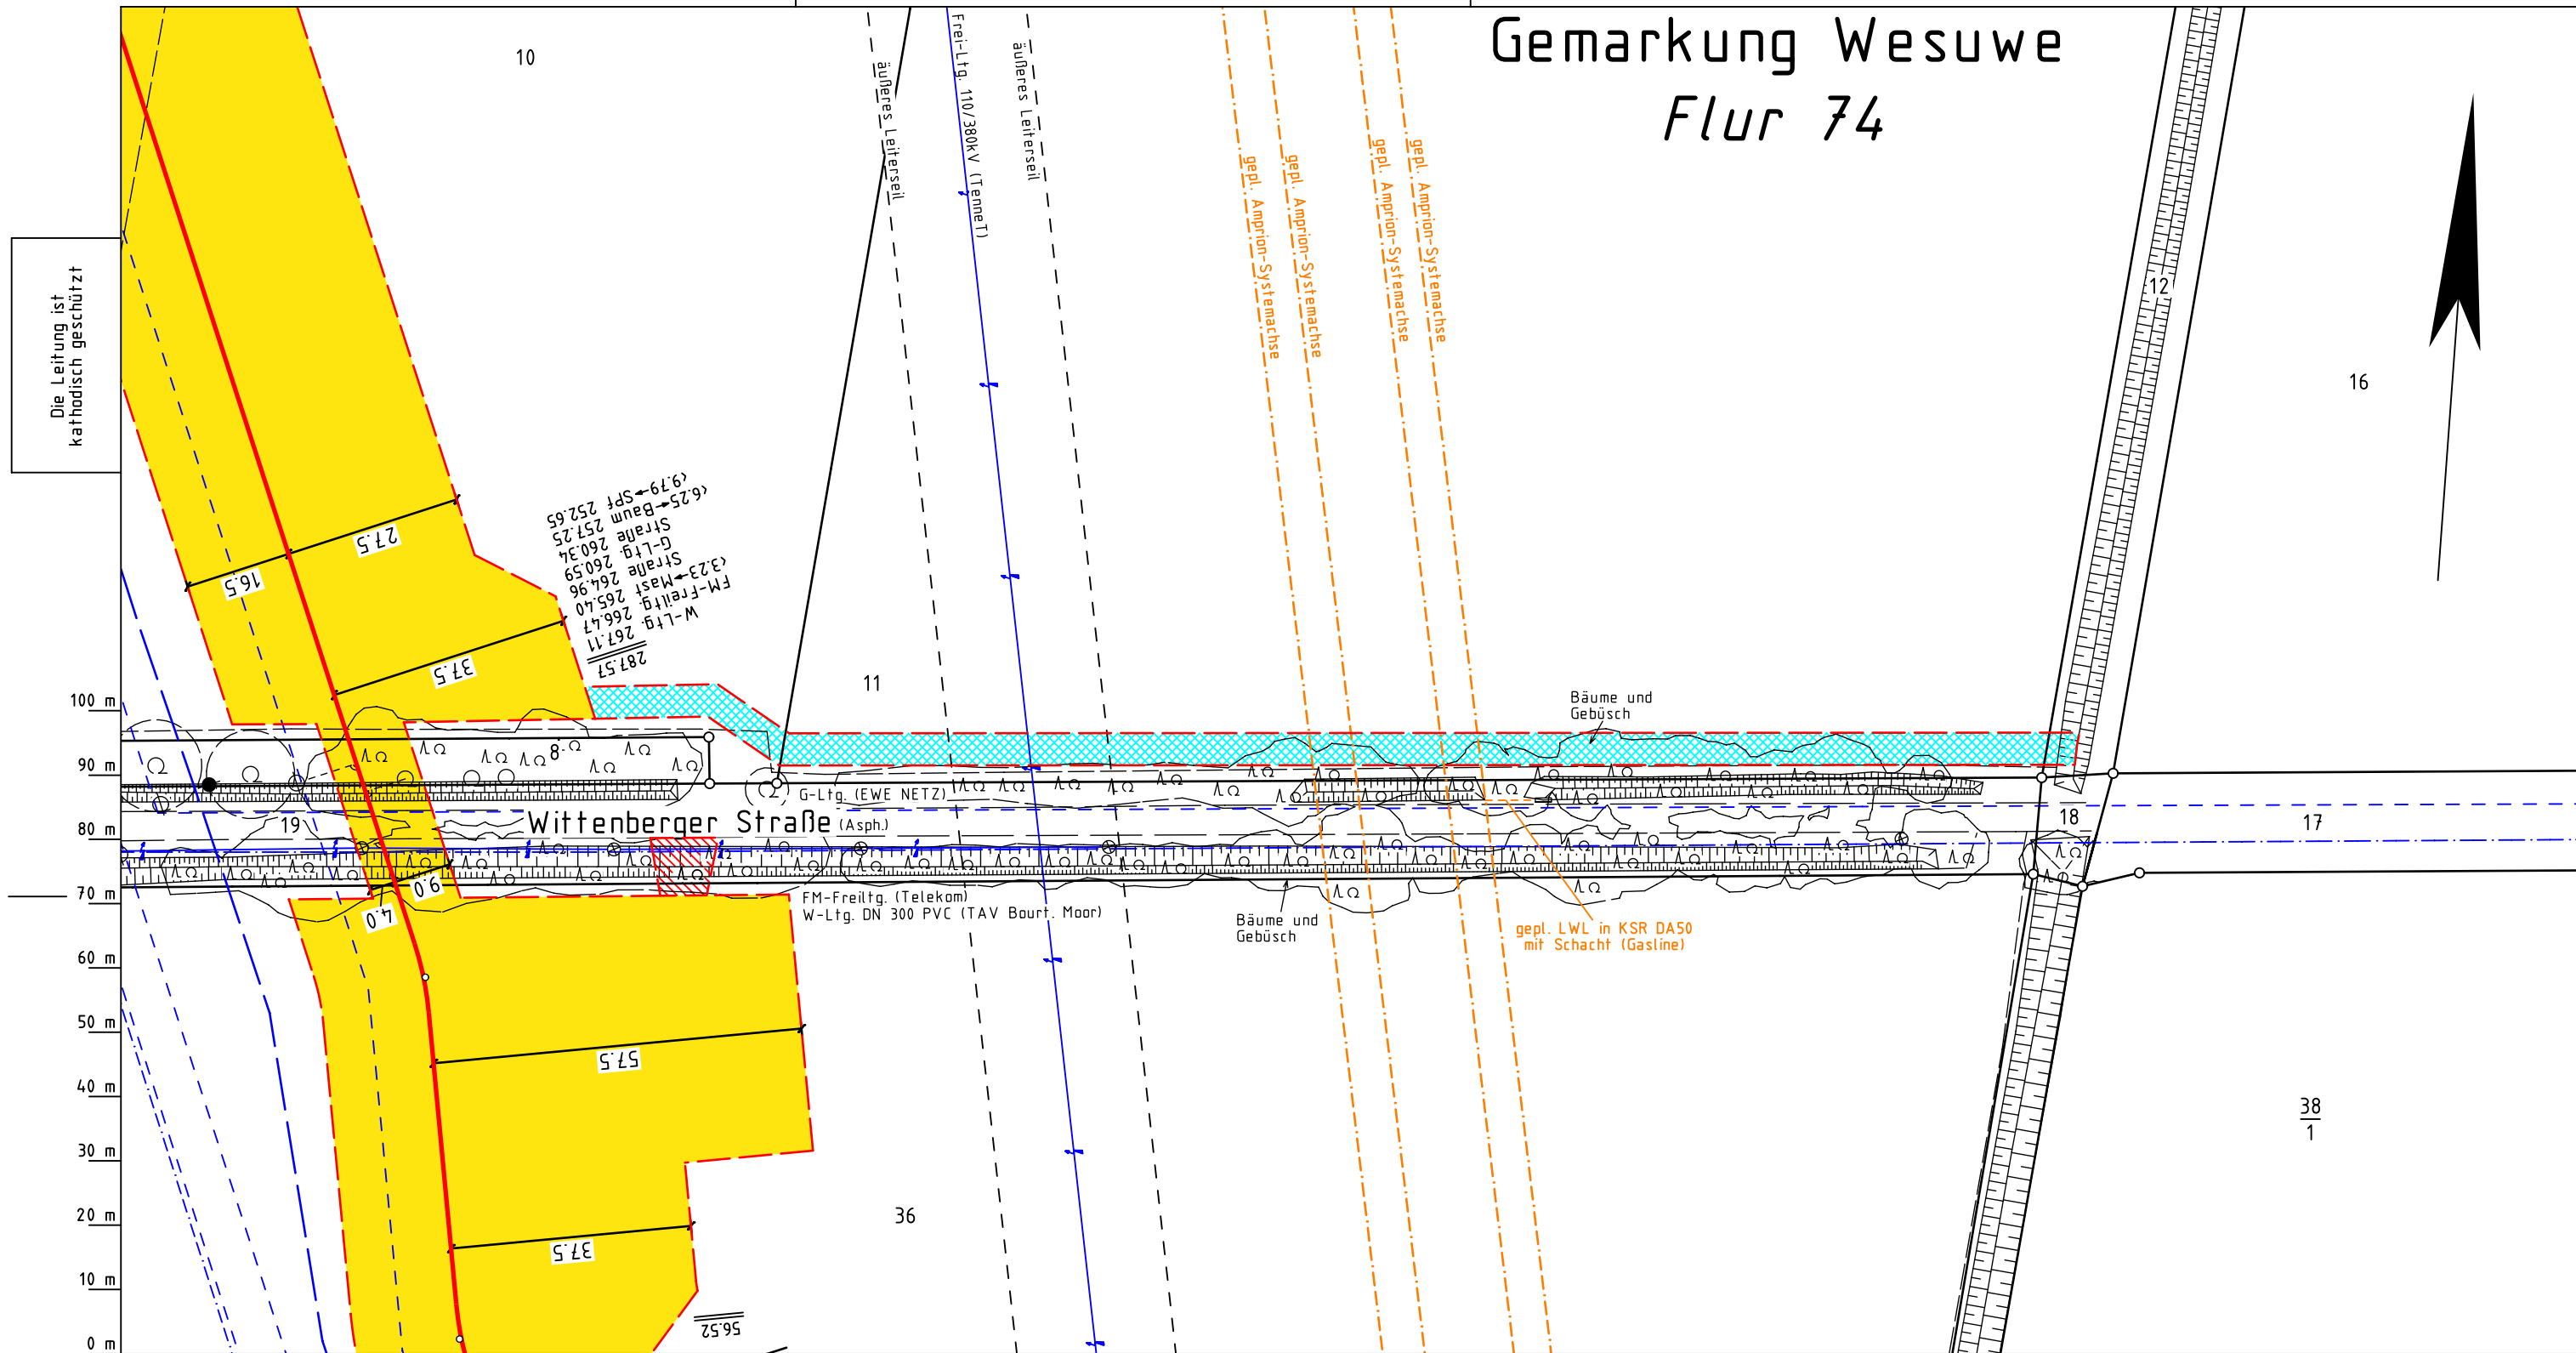 Gemarkung Wesuwe
Flur 74
10
äußeres Leiterseil
Frei-Ltg. 110/380kV (TenneT)
äußeres Leiterseil
gepl. Amprion-Systemachse
gepl. Amprion-Systemachse
gepl. Amprion-Systemachse
gepl. Amprion-Systemachse
12
16
Die Leitung ist
kathodisch geschützt
27.5
16.5
37.5
287.57
W-Ltg. 267.11
FM-Freiltg. 266.47
<3.23→Mast 265.40
Straße 264.96
G-Ltg. 260.59
Straße 260.34
<6.25→Baum 257.25
<9.79→SPf 252.65
11
Bäume und
Gebüsch
100 m
90 m
80 m
70 m
60 m
50 m
40 m
30 m
20 m
10 m
0 m
8
G-Ltg. (EWE NETZ)
19
Wittenberger Straße (Asph.)
18
17
9.0
4.0
FM-Freiltg. (Telekom)
W-Ltg. DN 300 PVC (TAV Bourt. Moor)
Bäume und
Gebüsch
gepl. LWL in KSR DA50
mit Schacht (Gasline)
57.5
37.5
36
38
1
56.52